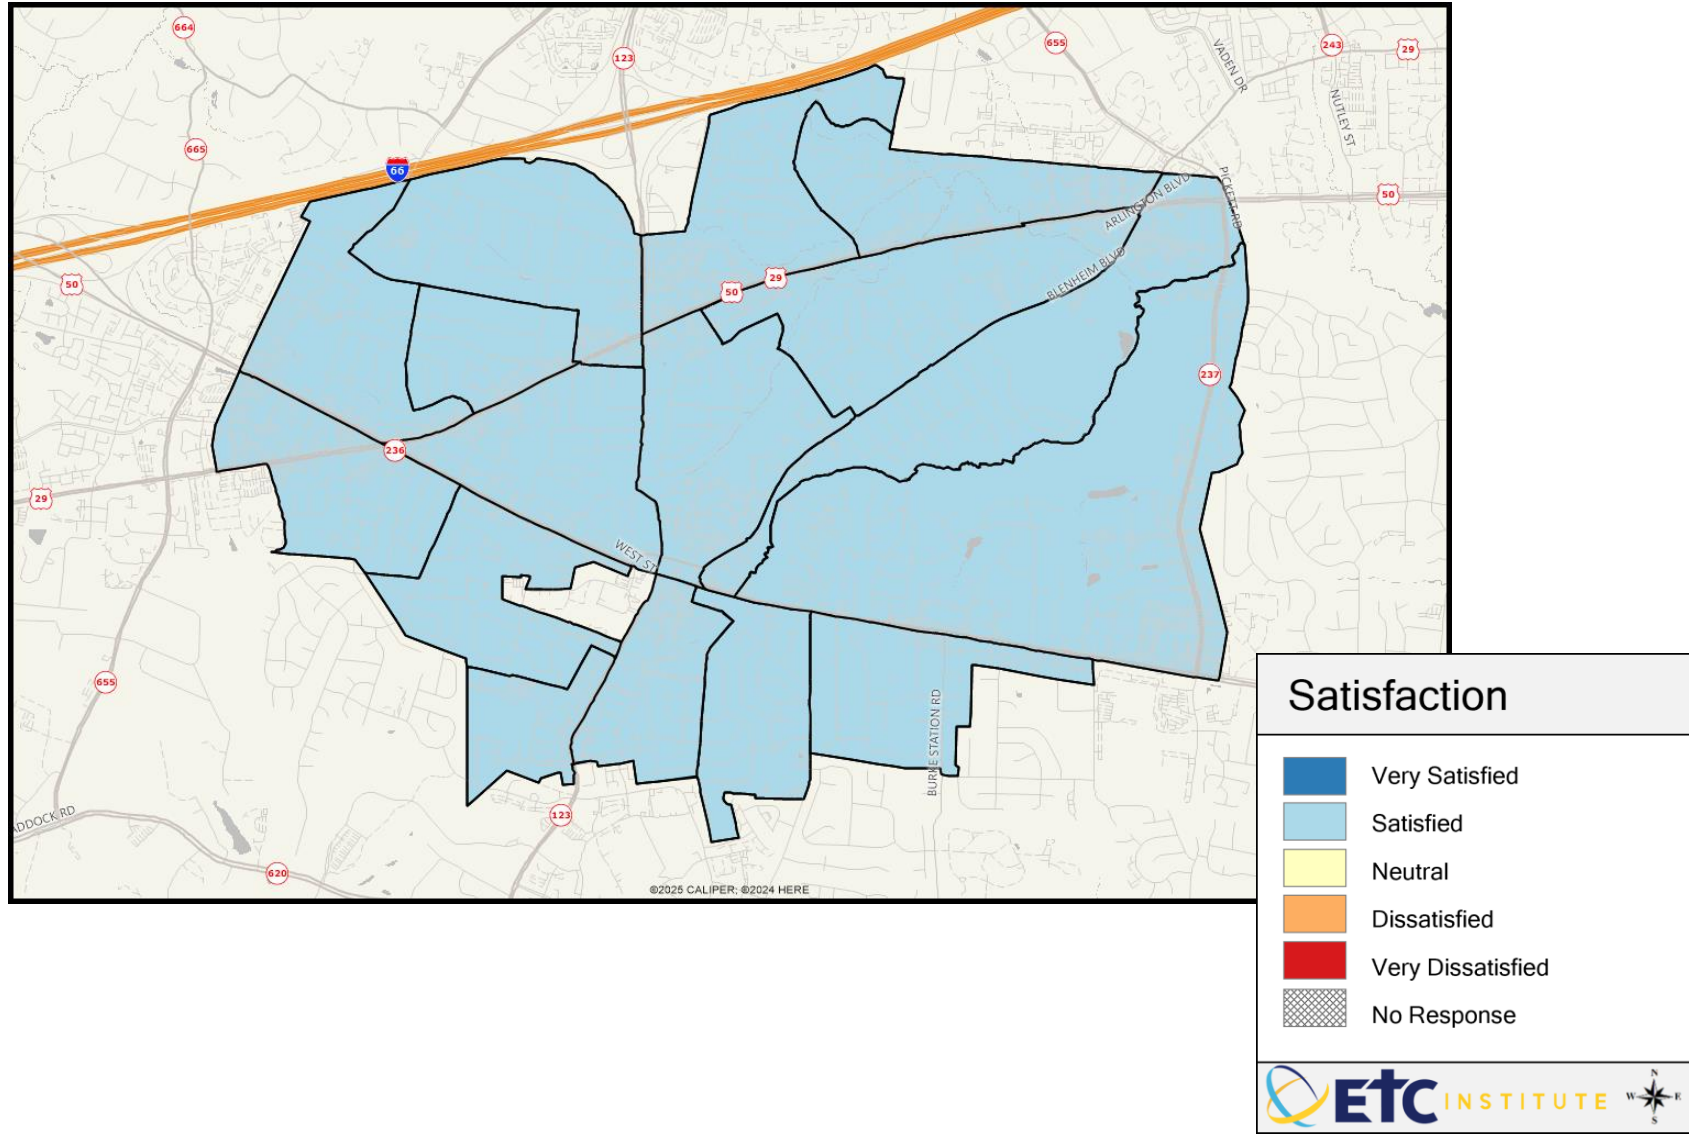 664
123
655
VADEN DR
243
29
NUTLEY ST
665
66
PICKETT RD
50
ARLINGTON BLVD
50
29
50
BLENHEIM BLVD
237
236
29
WEST ST
655
BURKE STATION RD
123
ADDOCK RD
620
©2025 CALIPER; ©2024 HERE
Satisfaction
Very Satisfied
Satisfied
Neutral
Dissatisfied
Very Dissatisfied
No Response
ETC INSTITUTE
N
W E
S